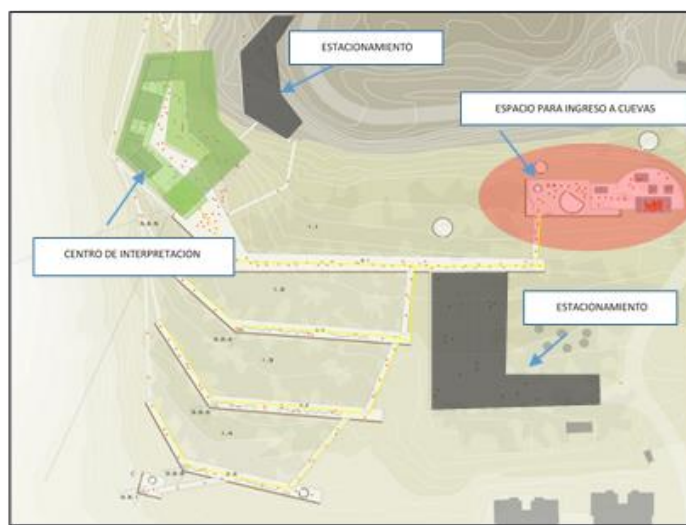 ESTACIONAMIENTO
ESPACIO PARA INGRESO A CUEVAS
CENTRO DE INTERPRETACIÓN
ESTACIONAMIENTO